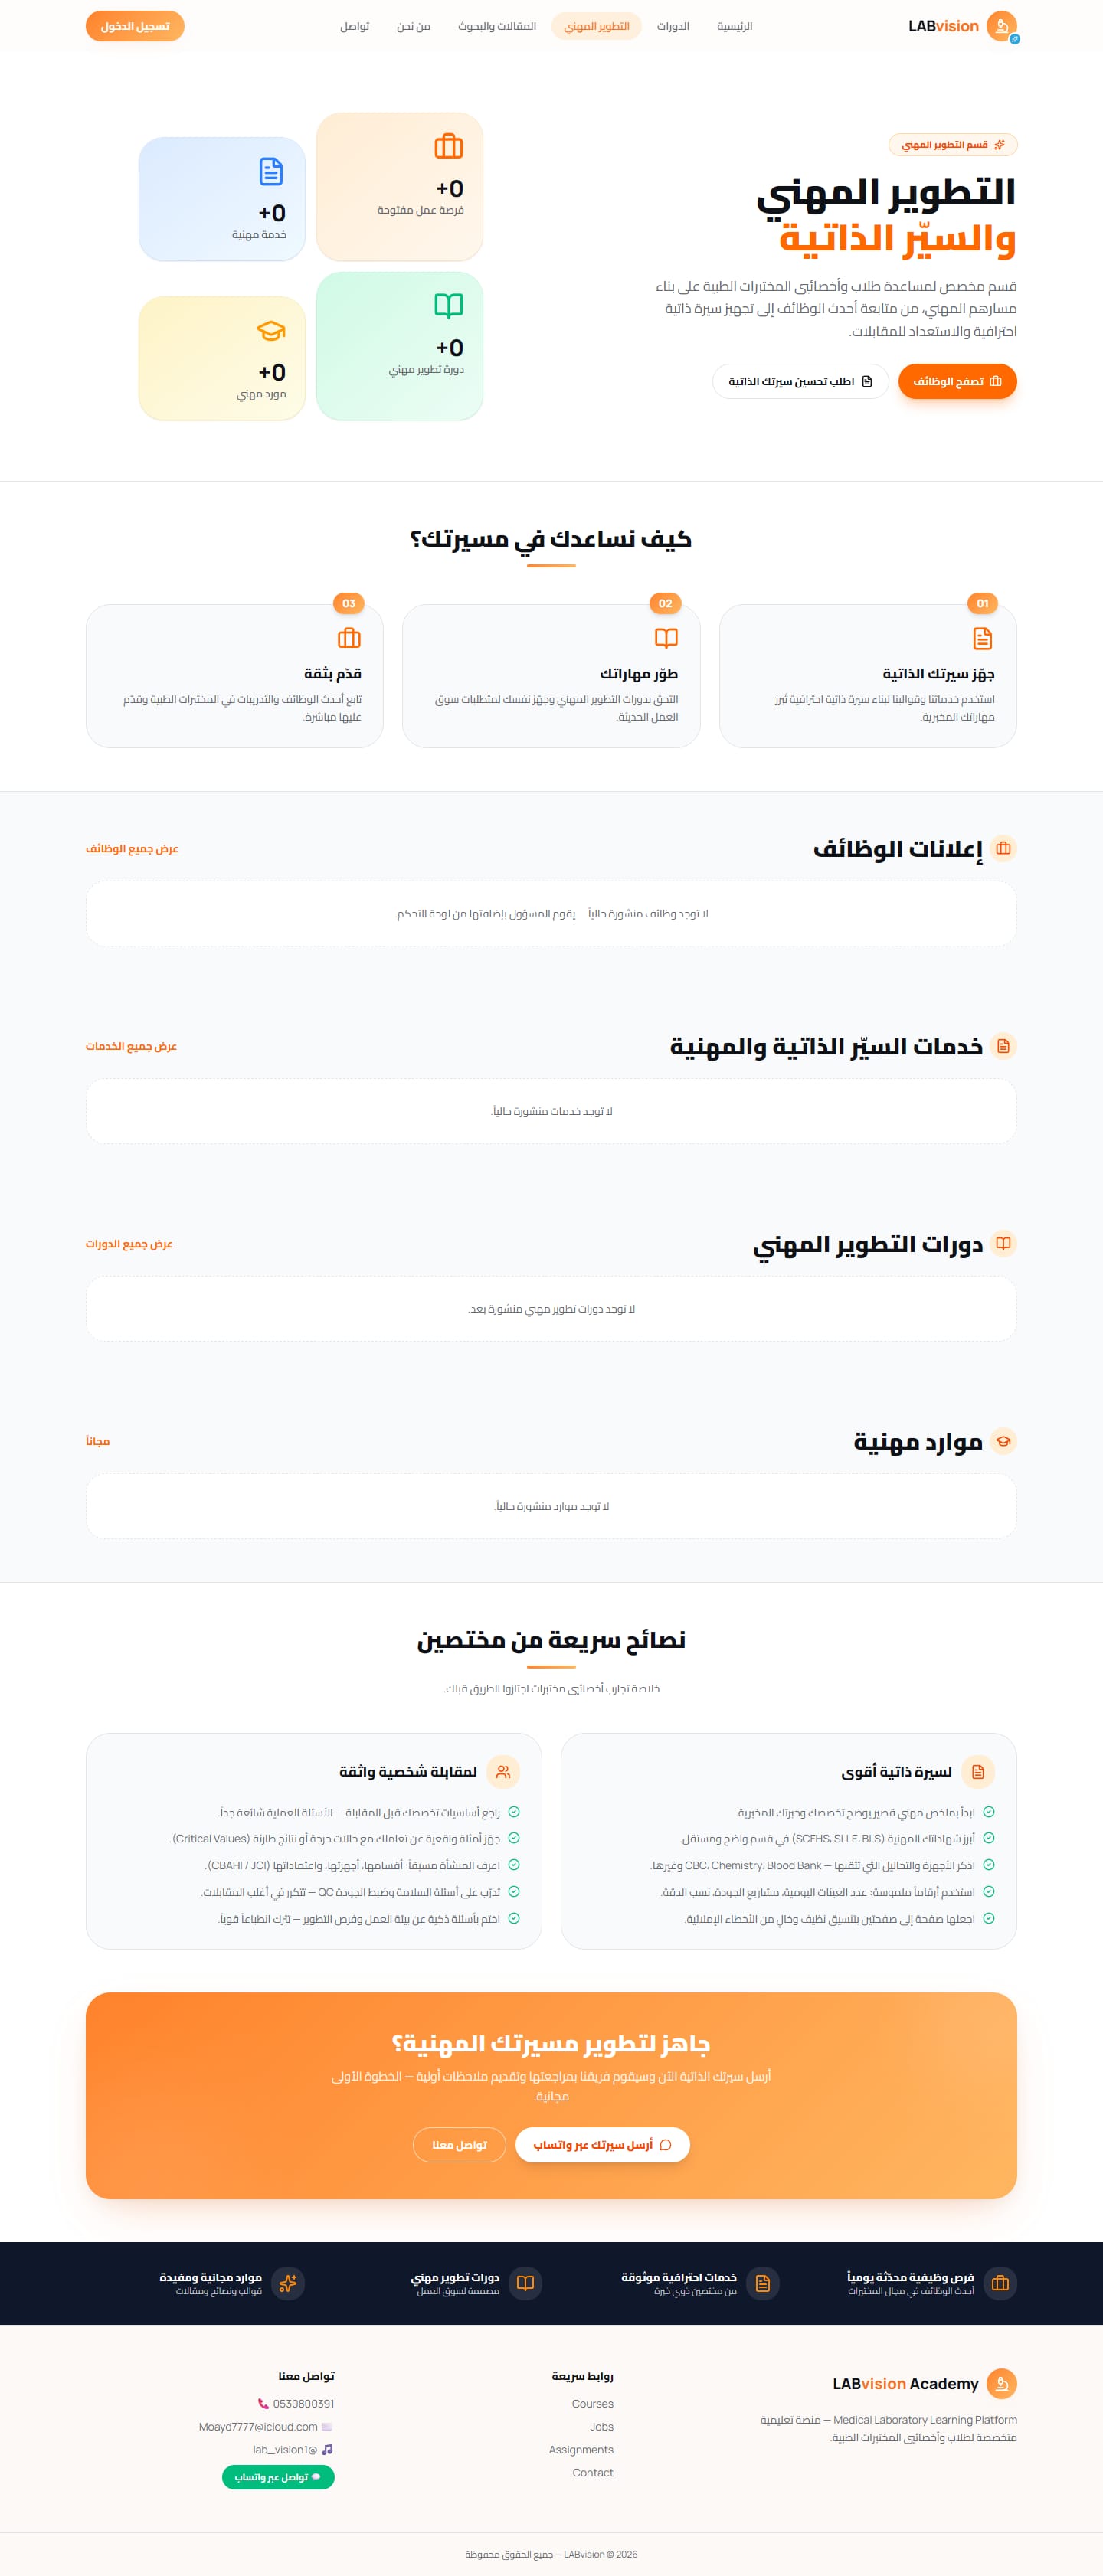 LABvision
الرئيسية
الدورات
التطوير المهني
المقالات والبحوث
من نحن
تواصل
تسجيل الدخول
قسم التطوير المهني
التطوير المهني
والسيّر الذاتية
قسم مخصص لمساعدة طلاب وأخصائيي المختبرات الطبية على بناء
مسارهم المهني، من متابعة أحدث الوظائف إلى تجهيز سيرة ذاتية
احترافية والاستعداد للمقابلات.
تصفح الوظائف
اطلب تحسين سيرتك الذاتية
+0
فرصة عمل مفتوحة
+0
خدمة مهنية
+0
دورة تطوير مهني
+0
مورد مهني
كيف نساعدك في مسيرتك؟
01
جهّز سيرتك الذاتية
استخدم خدماتنا وقوالبنا لبناء سيرة ذاتية احترافية تُبرز
مهاراتك المخبرية.
02
طوّر مهاراتك
التحق بدورات التطوير المهني وجهّز نفسك لمتطلبات سوق
العمل الحديثة.
03
قدّم بثقة
تابع أحدث الوظائف والتدريبات في المختبرات الطبية وقدّم
عليها مباشرة.
إعلانات الوظائف
عرض جميع الوظائف
لا توجد وظائف منشورة حالياً — يقوم المسؤول بإضافتها من لوحة التحكم.
خدمات السيّر الذاتية والمهنية
عرض جميع الخدمات
لا توجد خدمات منشورة حالياً.
دورات التطوير المهني
عرض جميع الدورات
لا توجد دورات تطوير مهني منشورة بعد.
موارد مهنية
مجاناً
لا توجد موارد منشورة حالياً.
نصائح سريعة من مختصين
خلاصة تجارب أخصائيي مختبرات اجتازوا الطريق قبلك.
لسيرة ذاتية أقوى
ابدأ بملخص مهني قصير يوضح تخصصك وخبرتك المخبرية.
أبرز شهاداتك المهنية (SCFHS، SLLE، BLS) في قسم واضح ومستقل.
اذكر الأجهزة والتحاليل التي تتقنها — CBC، Chemistry، Blood Bank وغيرها.
استخدم أرقاماً ملموسة: عدد العينات اليومية، مشاريع الجودة، نسب الدقة.
اجعلها صفحة إلى صفحتين بتنسيق نظيف وخالٍ من الأخطاء الإملائية.
لمقابلة شخصية واثقة
راجع أساسيات تخصصك قبل المقابلة — الأسئلة العملية شائعة جداً.
جهّز أمثلة واقعية عن تعاملك مع حالات حرجة أو نتائج طارئة (Critical Values).
اعرف المنشأة مسبقاً: أقسامها، أجهزتها، واعتماداتها (CBAHI / JCI).
تدرّب على أسئلة السلامة وضبط الجودة QC — تتكرر في أغلب المقابلات.
اختم بأسئلة ذكية عن بيئة العمل وفرص التطوير — تترك انطباعاً قوياً.
جاهز لتطوير مسيرتك المهنية؟
أرسل سيرتك الذاتية الآن وسيقوم فريقنا بمراجعتها وتقديم ملاحظات أولية — الخطوة الأولى
مجانية.
أرسل سيرتك عبر واتساب
تواصل معنا
فرص وظيفية محدّثة يومياً
أحدث الوظائف في مجال المختبرات
خدمات احترافية موثوقة
من مختصين ذوي خبرة
دورات تطوير مهني
مصممة لسوق العمل
موارد مجانية ومفيدة
قوالب ونصائح ومقالات
LABvision Academy
Medical Laboratory Learning Platform — منصة تعليمية
متخصصة لطلاب وأخصائيي المختبرات الطبية.
روابط سريعة
Courses
Jobs
Assignments
Contact
تواصل معنا
0530800391
Moayd7777@icloud.com
lab_vision1@
تواصل عبر واتساب
LABvision © 2026 — جميع الحقوق محفوظة